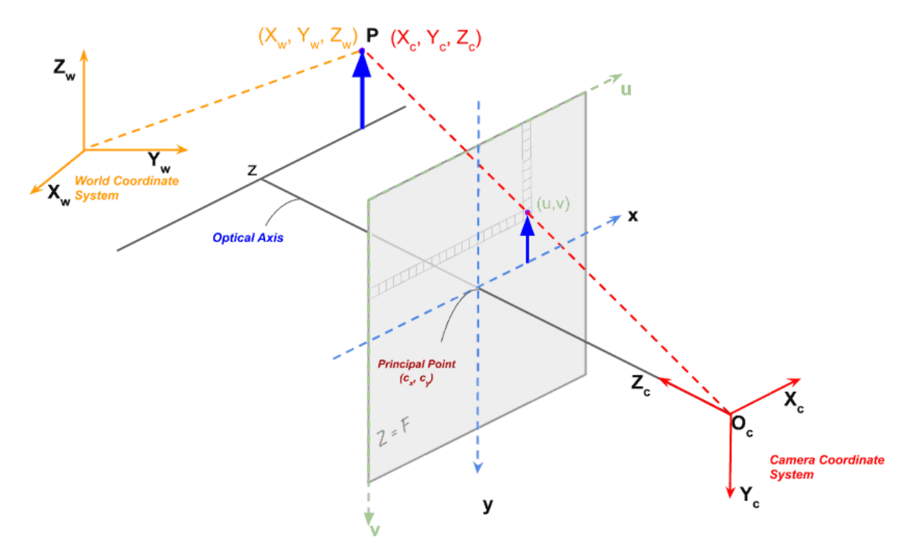 (Xw, Yw, Zw) P (Xc, Yc, Zc)
Zw
u
Yw
z
World Coordinate
System
Xw
(u,v)
x
Optical Axis
Principal Point
(cx, cy)
Zc
Xc
Oc
z=F
Camera Coordinate
System
Yc
y
v